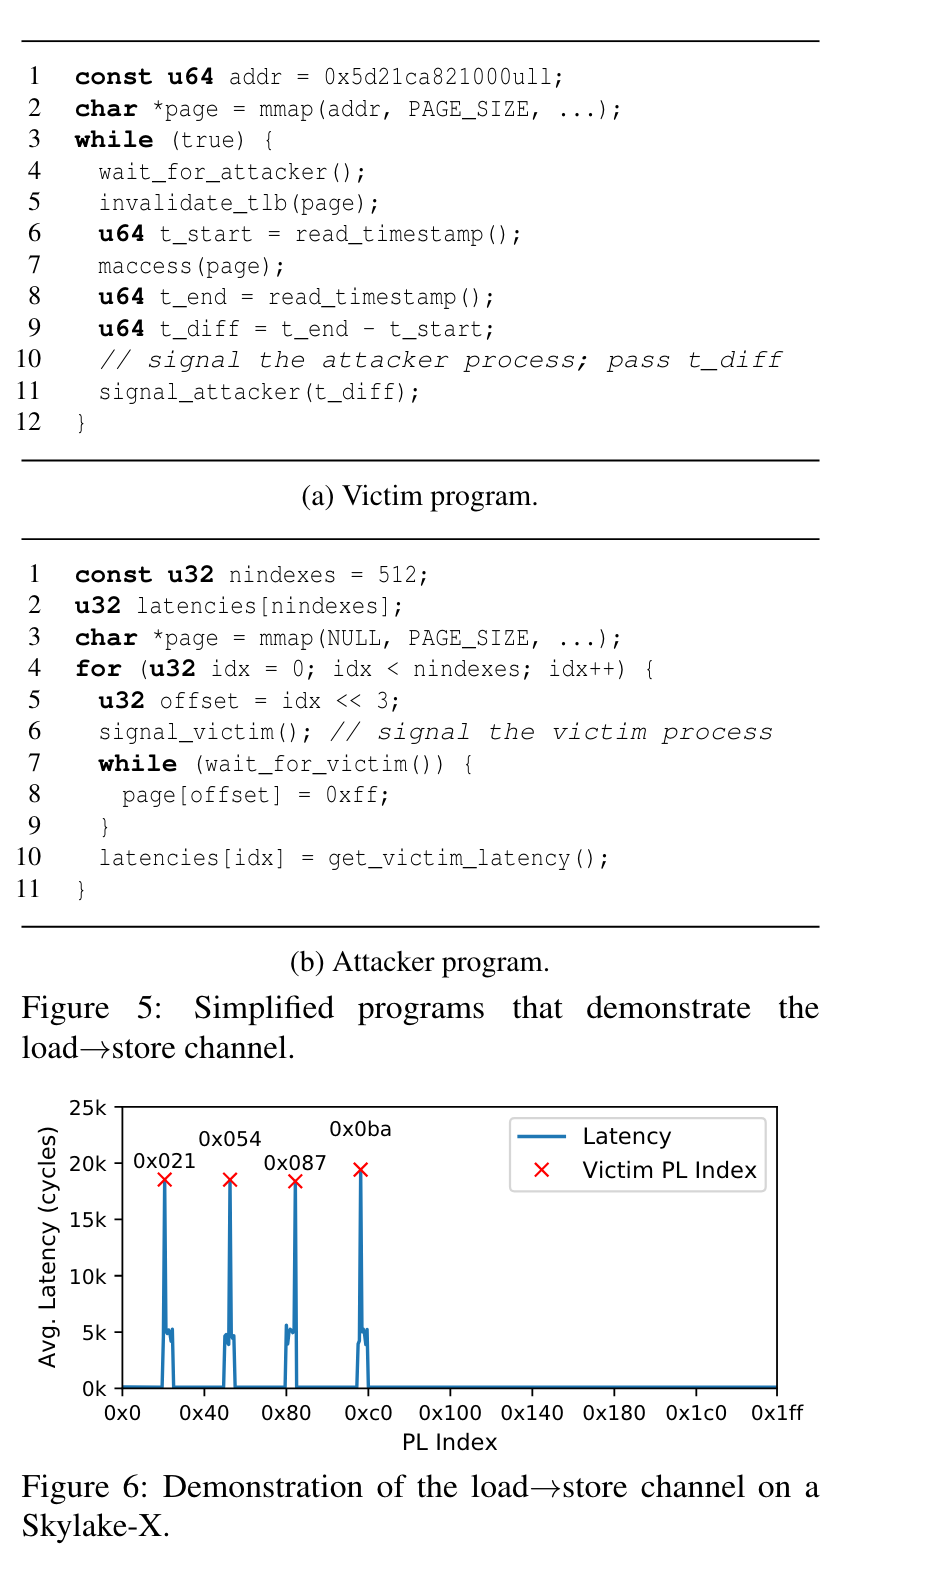 1 const u64 addr = 0x5d21ca821000ull;
2 char *page = mmap(addr, PAGE_SIZE, ...);
3 while (true) {
4 wait_for_attacker();
5 invalidate_tlb(page);
6 u64 t_start = read_timestamp();
7 maccess(page);
8 u64 t_end = read_timestamp();
9 u64 t_diff = t_end - t_start;
10 // signal the attacker process; pass t_diff
11 signal_attacker(t_diff);
12 }
(a) Victim program.
1 const u32 nindexes = 512;
2 u32 latencies[nindexes];
3 char *page = mmap(NULL, PAGE_SIZE, ...);
4 for (u32 idx = 0; idx < nindexes; idx++) {
5 u32 offset = idx << 3;
6 signal_victim(); // signal the victim process
7 while (wait_for_victim()) {
8 page[offset] = 0xff;
9 }
10 latencies[idx] = get_victim_latency();
11 }
(b) Attacker program.
Figure 5: Simplified programs that demonstrate the
load→store channel.
Avg. Latency (cycles)
25k
20k
15k
10k
5k
0k
0x021
0x054
0x087
0x0ba
Latency
Victim PL Index
0x0 0x40 0x80 0xc0 0x100 0x140 0x180 0x1c0 0x1ff
PL Index
Figure 6: Demonstration of the load→store channel on a
Skylake-X.